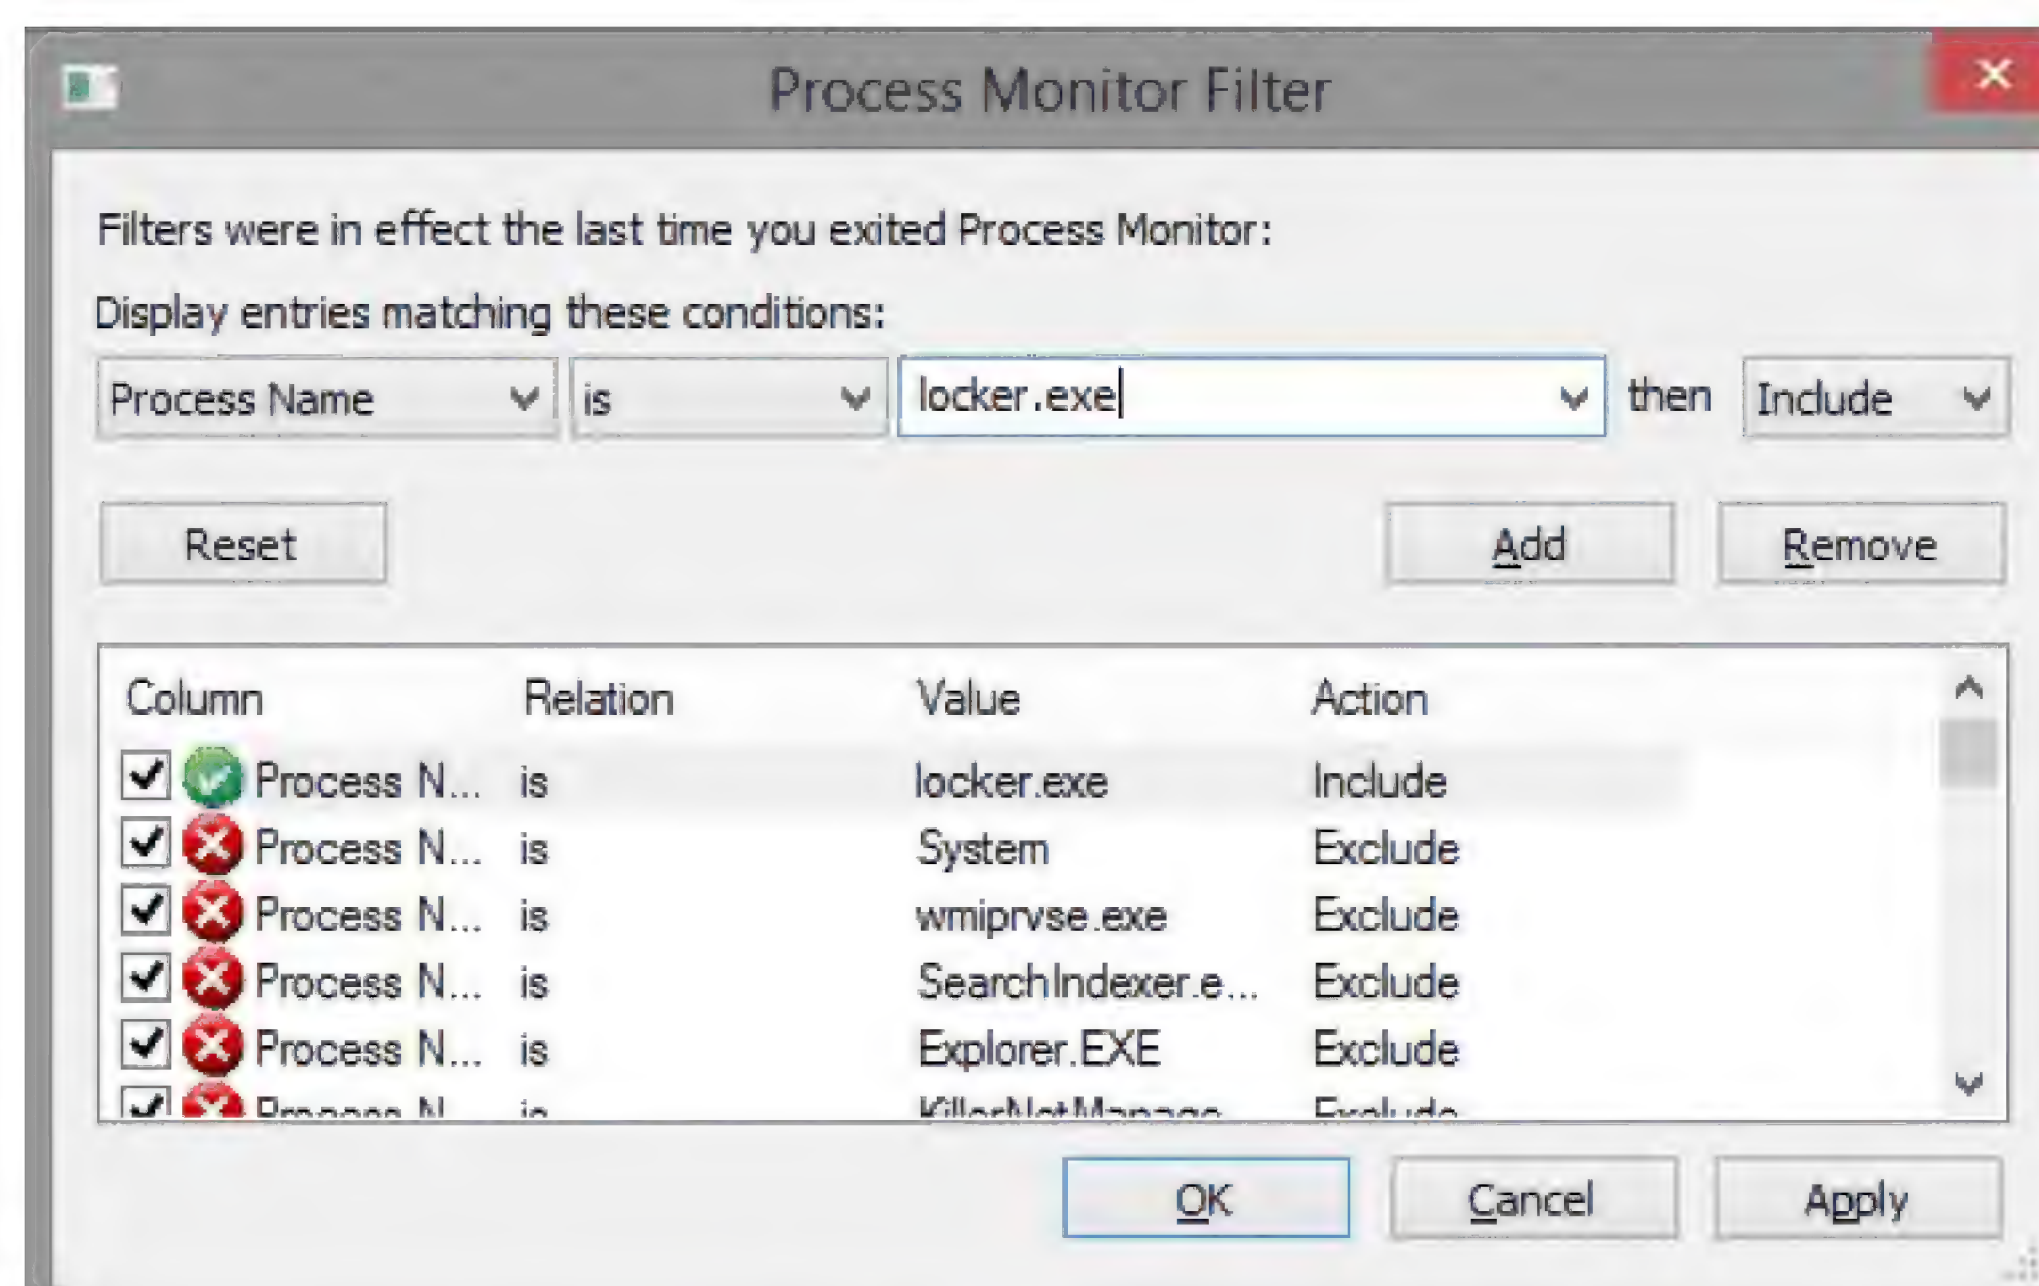 Process Monitor Filter
Filters were in effect the last time you exited Process Monitor:
Display entries matching these conditions:
Process Name is locker.exe then Include
Reset Add Remove
Column Relation Value Action
Process N... is locker.exe Include
Process N... is System Exclude
Process N... is wmiprvse.exe Exclude
Process N... is SearchIndexer.e... Exclude
Process N... is Explorer.EXE Exclude
Process N... is Exclude
OK Cancel Apply